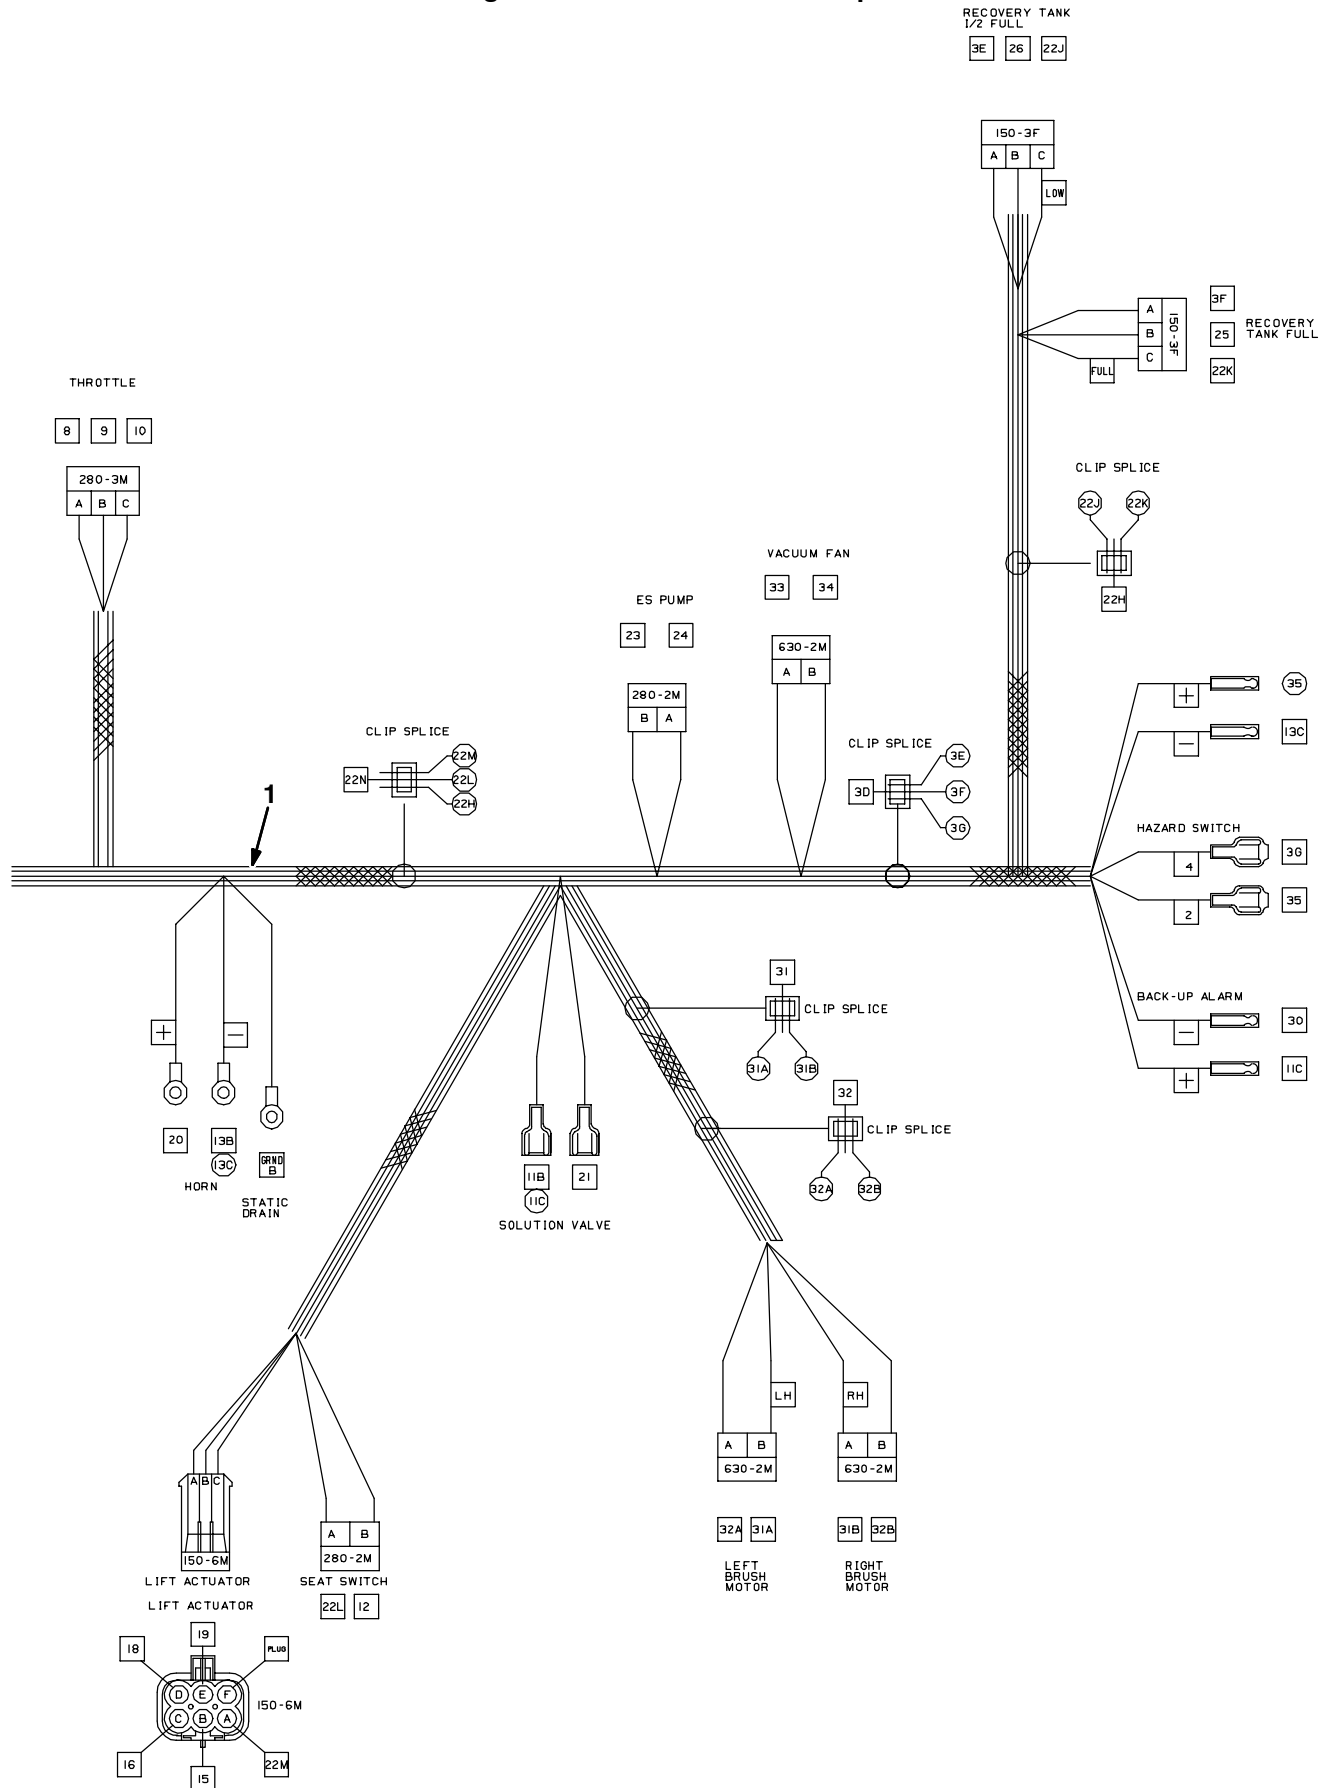 RECOVERY TANK
1/2 FULL
3E 26 22J
150-3F
A B C
LOW
A
B
C
150-3F
FULL
3F
25
22K
RECOVERY
TANK FULL
THROTTLE
8 9 10
280-3M
A B C
CLIP SPLICE
22J 22K
22H
VACUUM FAN
33 34
630-2M
A B
ES PUMP
23 24
280-2M
B A
CLIP SPLICE
22N
22M
22L
22H
CLIP SPLICE
3D
3E
3F
3G
1
+ 35
- 13C
HAZARD SWITCH
4 3G
2 35
BACK-UP ALARM
- 30
+ 11C
+ -
20 13B
13C
HORN
GRND
B
STATIC
DRAIN
11B 21
11C
SOLUTION VALVE
31
CLIP SPLICE
31A 31B
32
CLIP SPLICE
32A 32B
LH RH
A B
630-2M
A B
630-2M
32A 31A
31B 32B
LEFT
BRUSH
MOTOR
RIGHT
BRUSH
MOTOR
A B C
150-6M
LIFT ACTUATOR
A B
280-2M
SEAT SWITCH
22L 12
LIFT ACTUATOR
18 19 PLUG
D E F
150-6M
C B A
16 15 22M